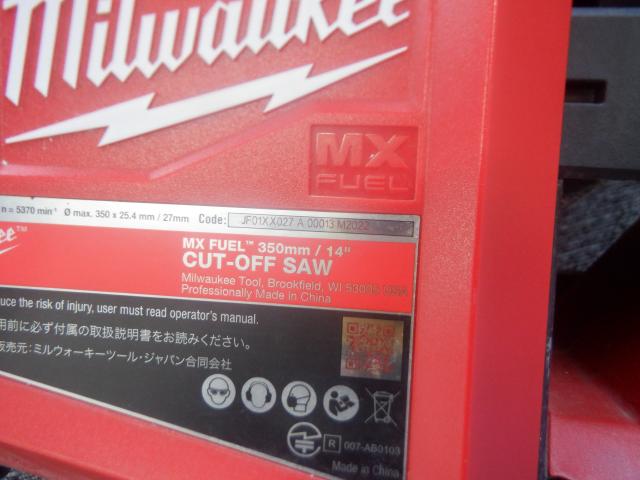 Milwaukee
MX
FUEL
n = 5370 min⁻¹ Ø max. 350 x 25.4 mm / 27mm Code: JF01XX027 A 00013 M2022
MX FUEL™ 350mm / 14"
CUT-OFF SAW
Milwaukee Tool, Brookfield, WI 53005 USA
Professionally Made in China
uce the risk of injury, user must read operator's manual.
用前に必ず付属の取扱説明書をお読みください。
販売元：ミルウォーキーツール・ジャパン合同会社
R 007-AB0103
Made in China